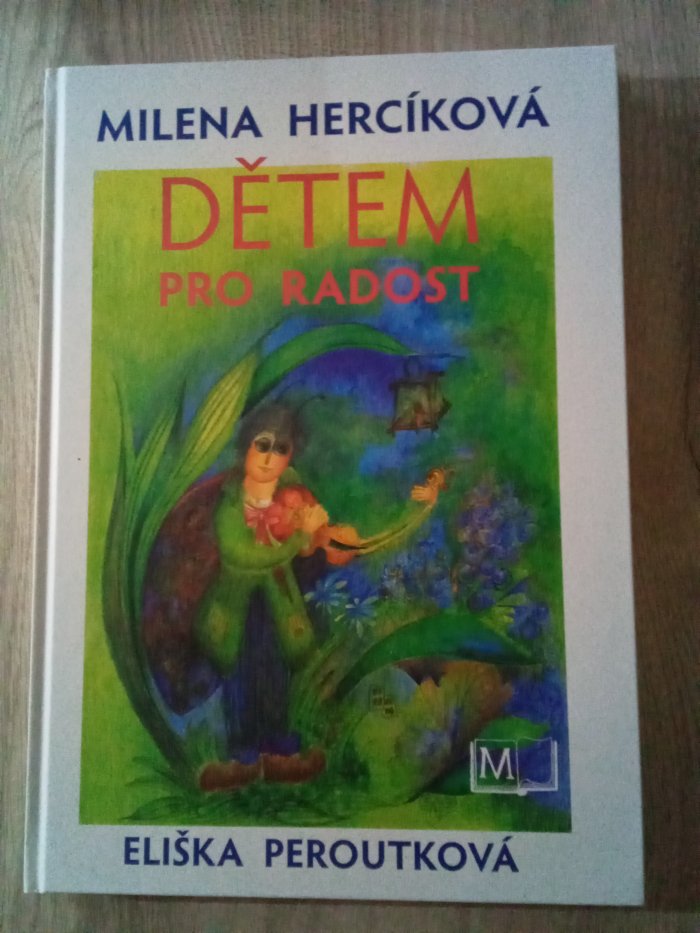 MILENA HERCÍKOVÁ
DĚTEM
PRO RADOST
M
ELIŠKA PEROUTKOVÁ